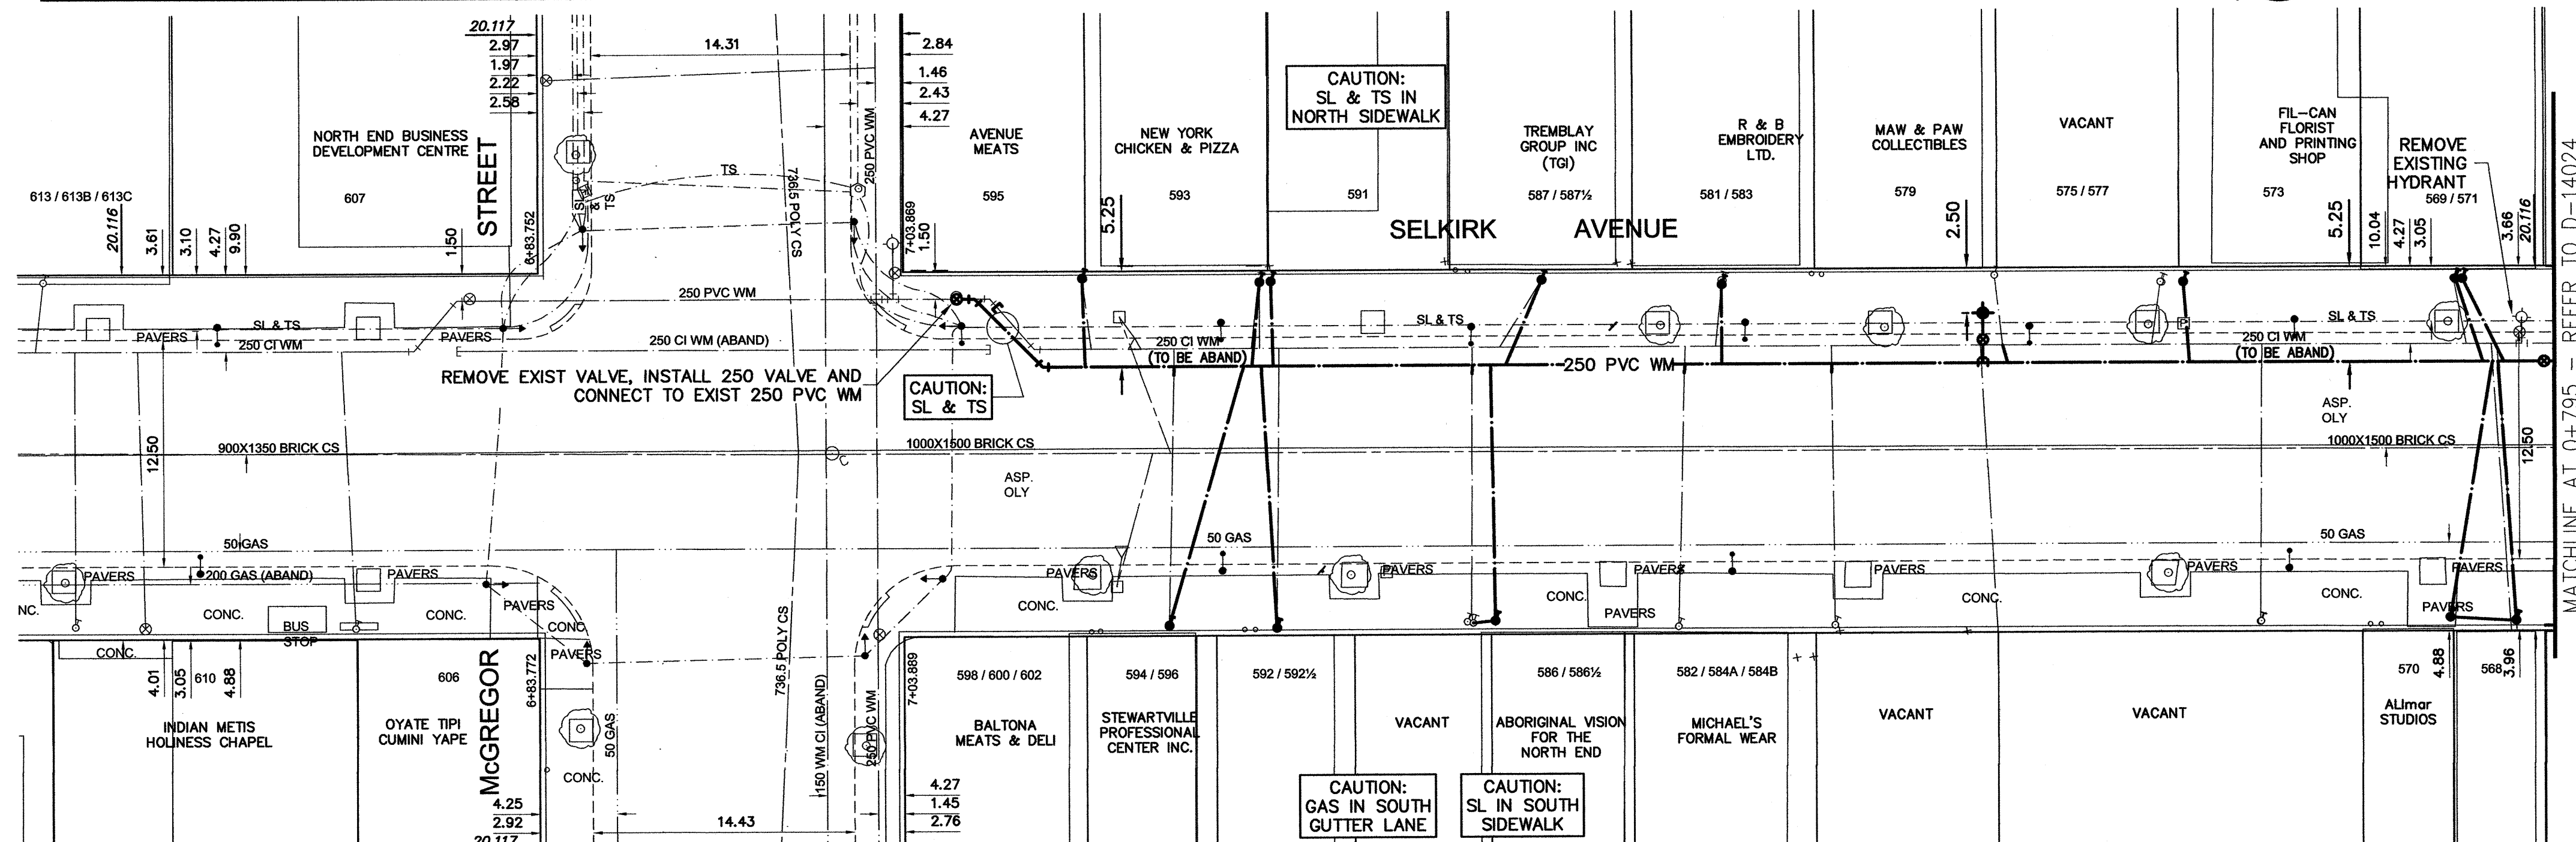 20.117
2.97
1.97
2.22
2.58
14.31
2.84
1.46
2.43
4.27
STREET
NORTH END BUSINESS
DEVELOPMENT CENTRE
613 / 613B / 613C
607
20.116
3.61
3.10
4.27
9.90
1.50
6+83.752
SL
&
TS
TS
736.5 POLY CS
250 PVC WM
7+03.869
1.50
AVENUE
MEATS
595
NEW YORK
CHICKEN & PIZZA
593
5.25
CAUTION:
SL & TS IN
NORTH SIDEWALK
591
SELKIRK AVENUE
TREMBLAY
GROUP INC
(TGI)
587 / 587½
R & B
EMBROIDERY
LTD.
581 / 583
MAW & PAW
COLLECTIBLES
579
2.50
VACANT
575 / 577
FIL-CAN
FLORIST
AND PRINTING
SHOP
573
REMOVE
EXISTING
HYDRANT
569 / 571
5.25
10.04
4.27
3.05
3.66
20.116
MATCHLINE AT 0+795 - REFER TO D-14024
250 PVC WM
SL & TS
PAVERS
250 CI WM
PAVERS
250 CI WM (ABAND)
250 CI WM
(TO BE ABAND)
SL & TS
250 PVC WM
SL & TS
250 CI WM
(TO BE ABAND)
REMOVE EXIST VALVE, INSTALL 250 VALVE AND
CONNECT TO EXIST 250 PVC WM
CAUTION:
SL & TS
ASP.
OLY
12.50
900X1350 BRICK CS
C
1000X1500 BRICK CS
1000X1500 BRICK CS
12.50
ASP.
OLY
50 GAS
50 GAS
50 GAS
PAVERS
200 GAS (ABAND)
PAVERS
PAVERS
PAVERS
PAVERS
PAVERS
PAVERS
PAVERS
NC.
CONC.
BUS
STOP
CONC.
PAVERS
CONC.
PAVERS
CONC.
CONC.
PAVERS
CONC.
CONC.
PAVERS
CONC.
4.01
3.05
610
4.88
606
McGREGOR
6+83.772
INDIAN METIS
HOLINESS CHAPEL
OYATE TIPI
CUMINI YAPE
50 GAS
CONC.
736.5 POLY CS
150 WM CI (ABAND)
250 PVC WM
7+03.889
598 / 600 / 602
BALTONA
MEATS & DELI
594 / 596
STEWARTVILLE
PROFESSIONAL
CENTER INC.
592 / 592½
VACANT
586 / 586½
ABORIGINAL VISION
FOR THE
NORTH END
582 / 584A / 584B
MICHAEL'S
FORMAL WEAR
VACANT
VACANT
570
4.88
568
3.96
ALImar
STUDIOS
4.25
2.92
20.117
14.43
4.27
1.45
2.76
CAUTION:
GAS IN SOUTH
GUTTER LANE
CAUTION:
SL IN SOUTH
SIDEWALK